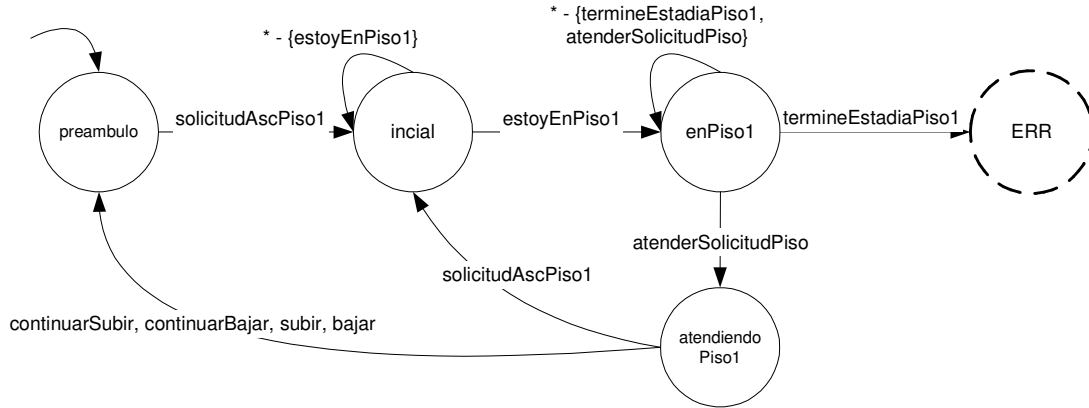 * - {termineEstadiaPiso1,
atenderSolicitudPiso}
* - {estoyEnPiso1}
preambulo
solicitudAscPiso1
incial
estoyEnPiso1
enPiso1
termineEstadiaPiso1
ERR
atenderSolicitudPiso
solicitudAscPiso1
continuarSubir, continuarBajar, subir, bajar
atendiendo
Piso1